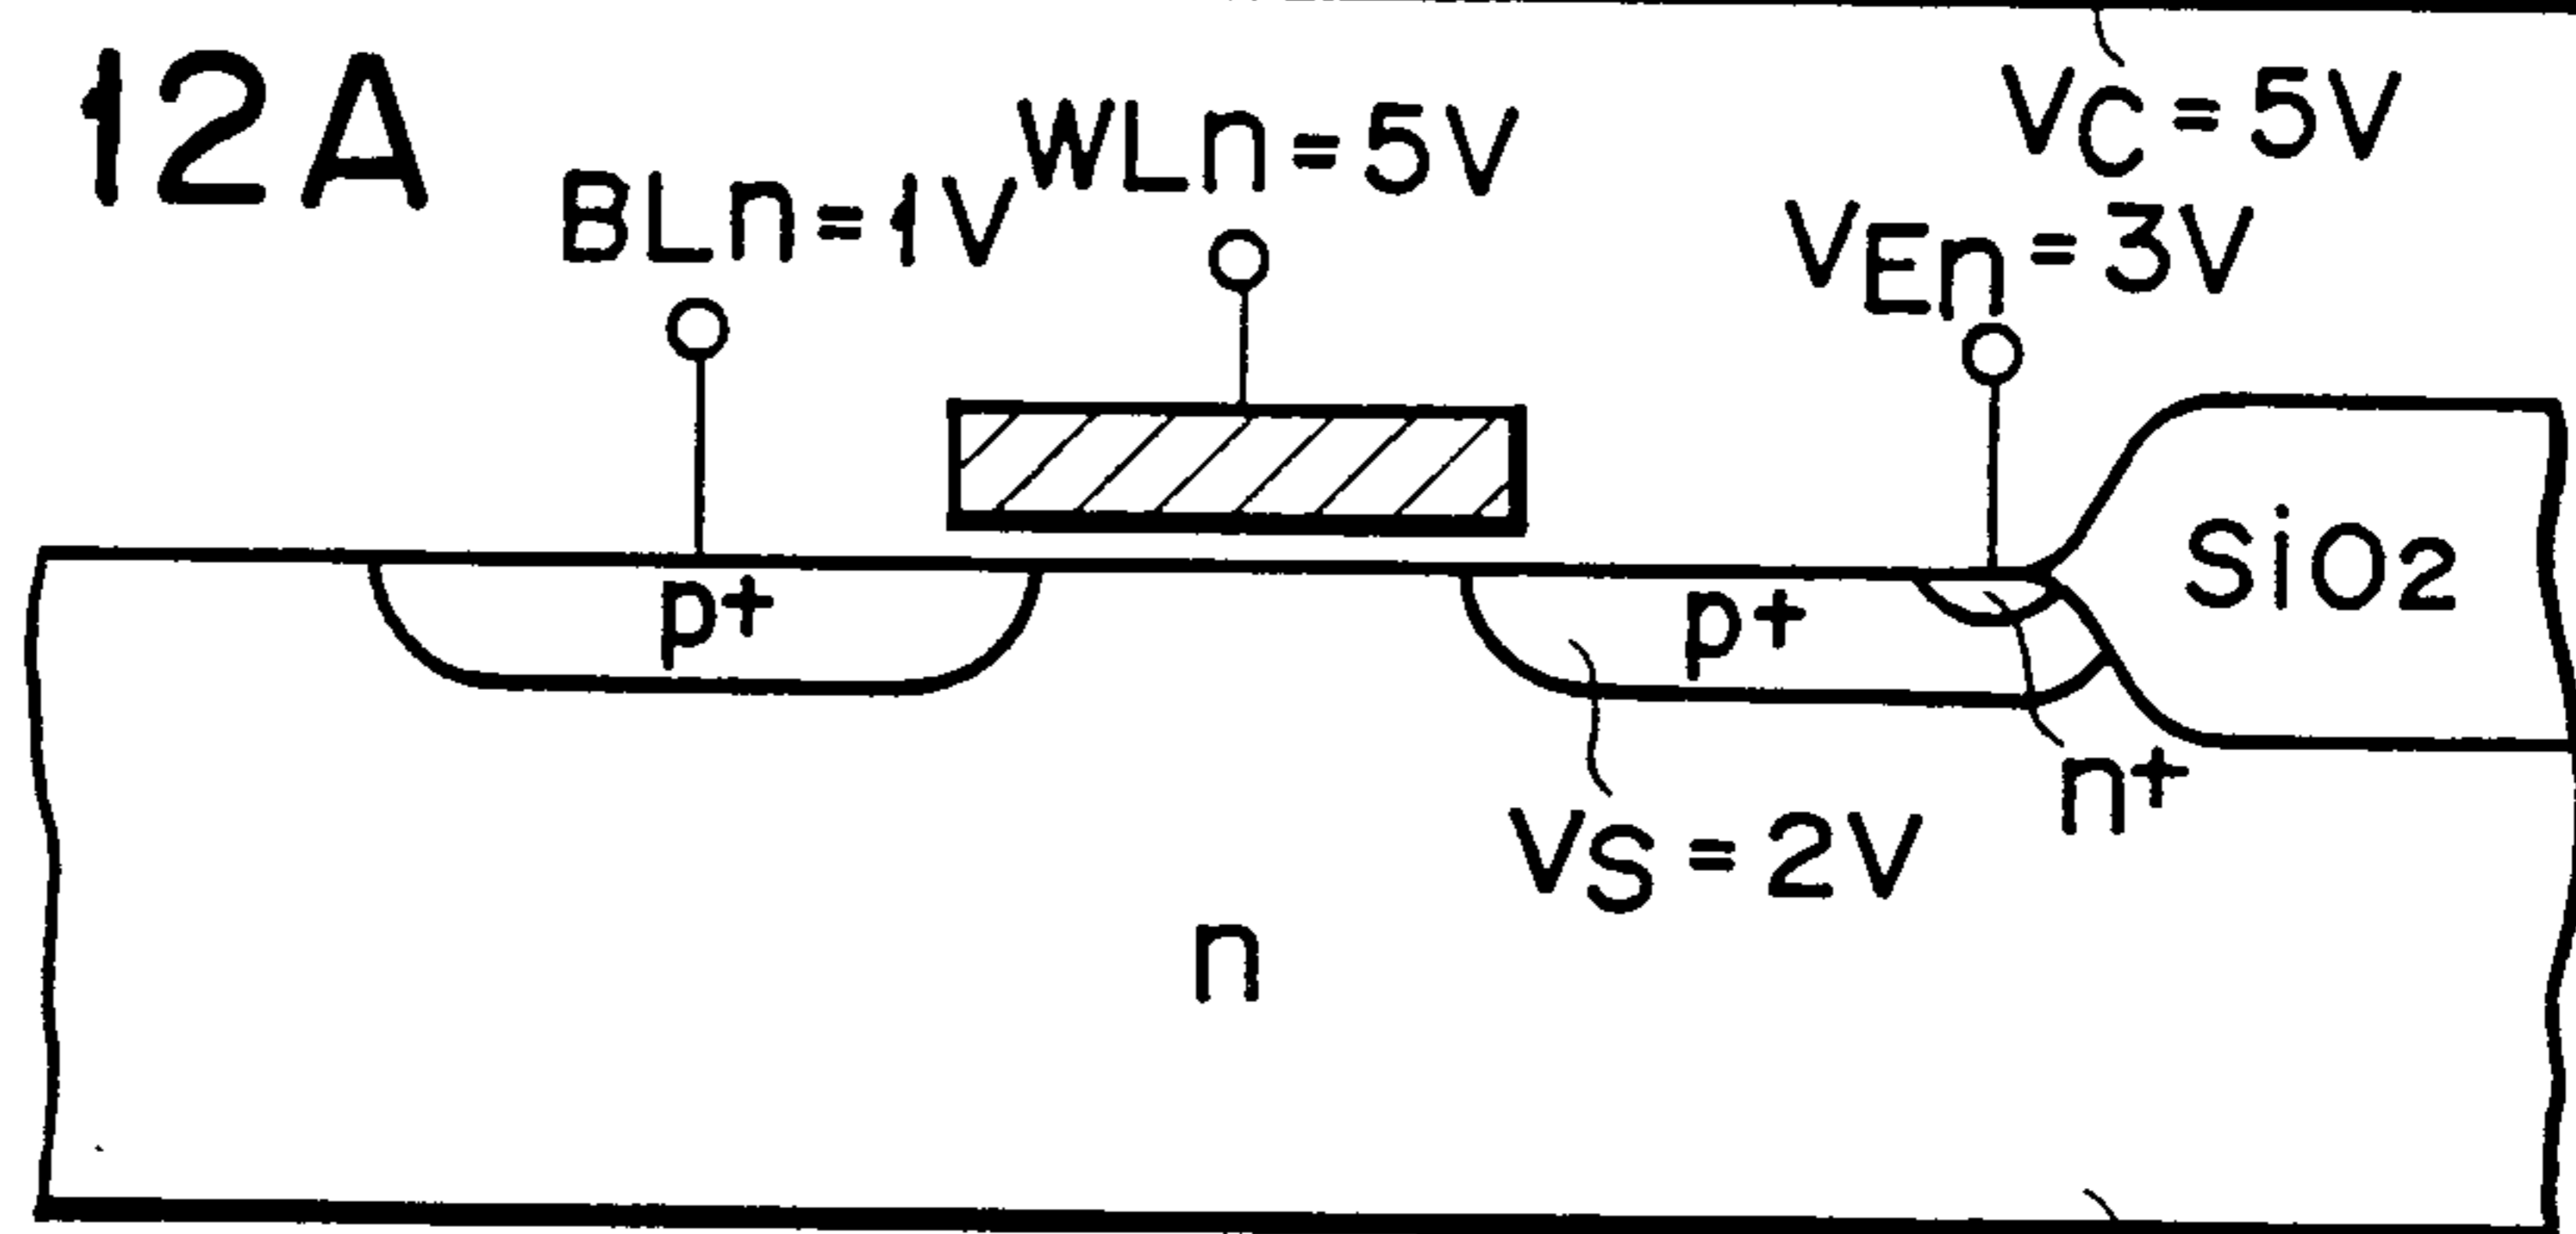 12A
VC=5V
WLn=5V
BLn=1V
VEn=3V
SiO2
p+
p+
n+
VS=2V
n